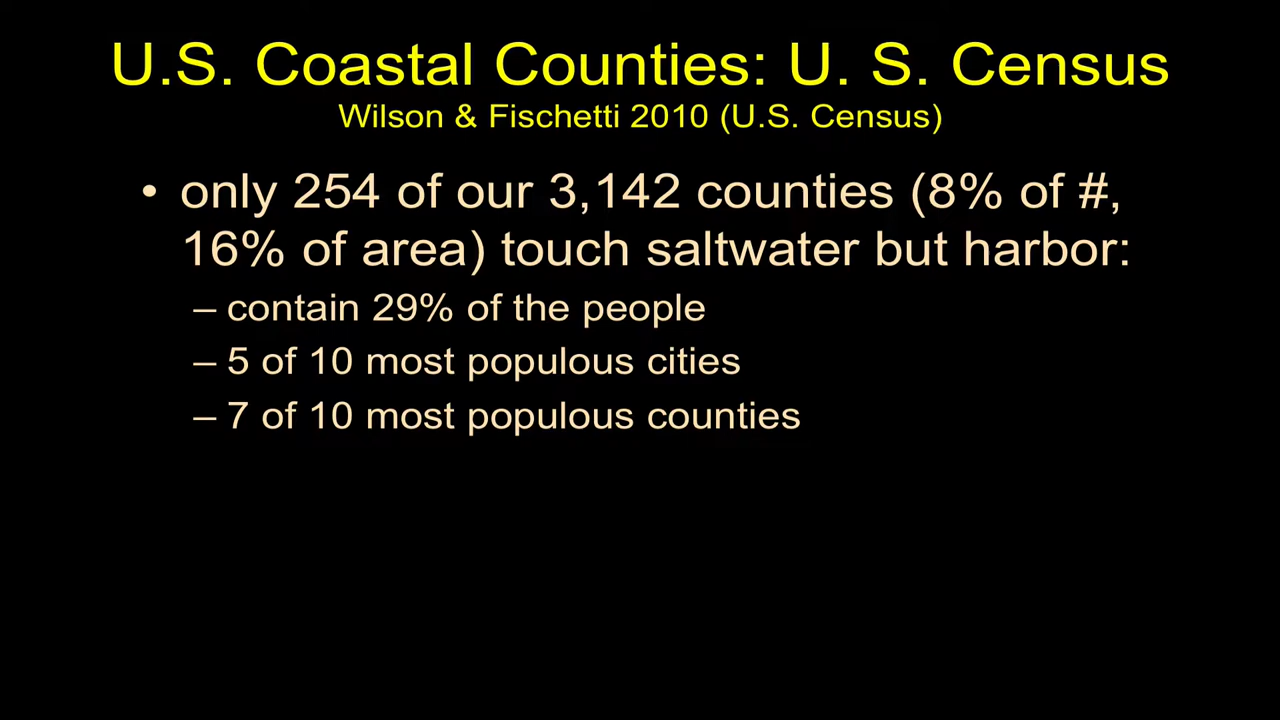 U.S. Coastal Counties: U. S. Census
Wilson & Fischetti 2010 (U.S. Census)
• only 254 of our 3,142 counties (8% of #,
16% of area) touch saltwater but harbor:
– contain 29% of the people
– 5 of 10 most populous cities
– 7 of 10 most populous counties